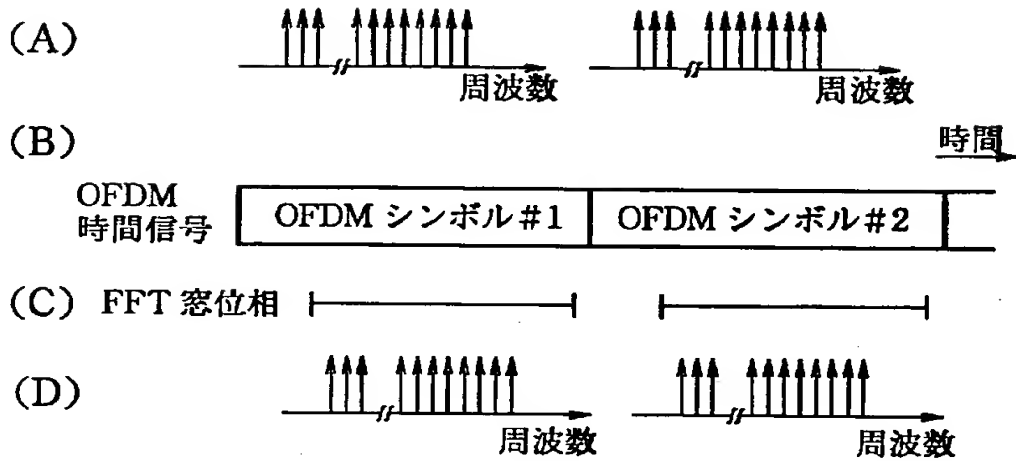 (A)
周波数 周波数
(B)
時間
OFDM
時間信号
OFDM シンボル#1 OFDM シンボル#2
(C) FFT 窓位相
(D)
周波数 周波数